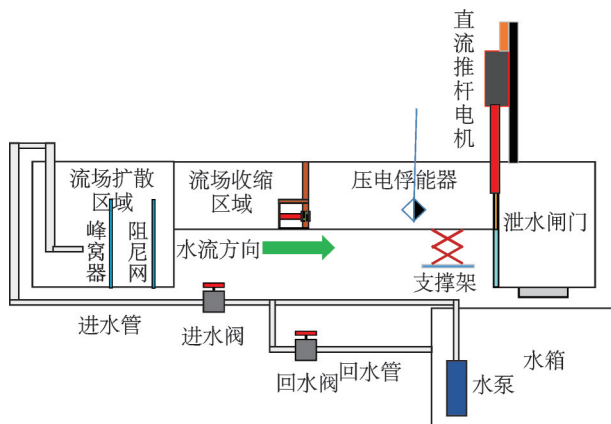 直流推杆电机
流场扩散
区域
流场收缩
区域
压电俘能器
泄水闸门
峰窝器
阻尼网
水流方向
支撑架
进水管
进水阀
回水阀
回水管
水泵
水箱